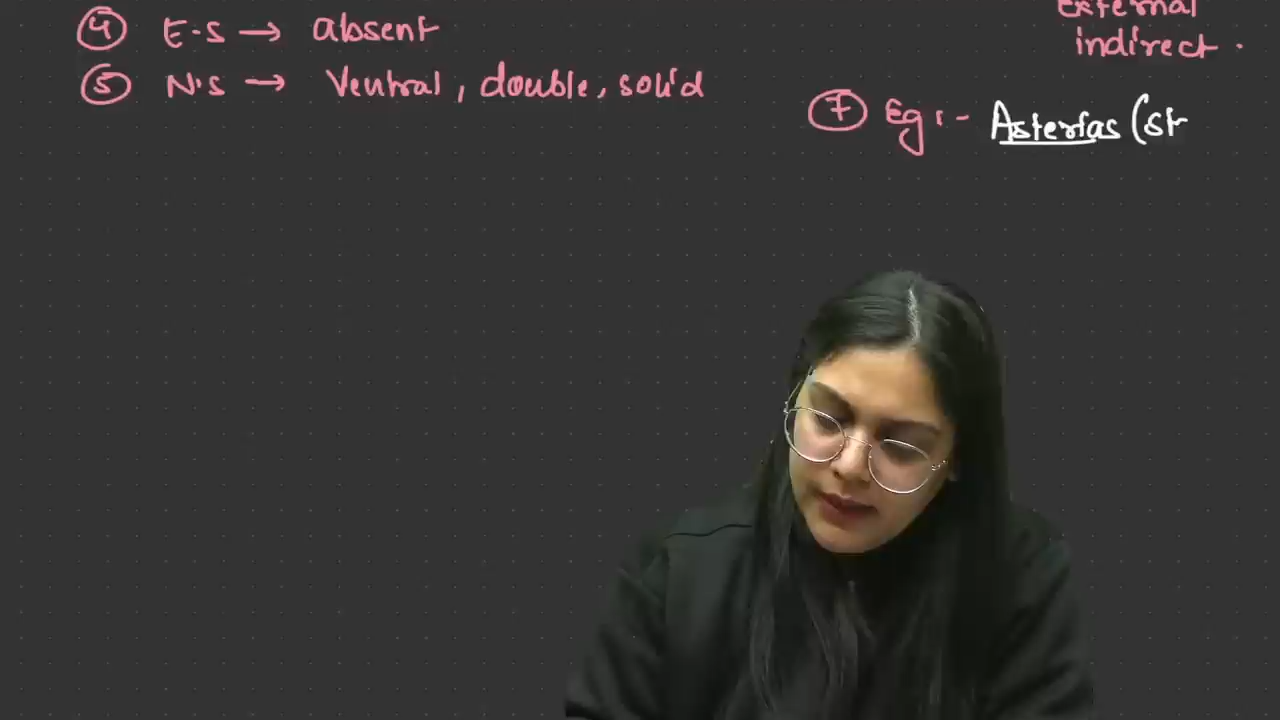 ④ E·S → absent
⑤ N·S → Ventral, double, solid
External
indirect.
⑦ Eg:- Asterias (St